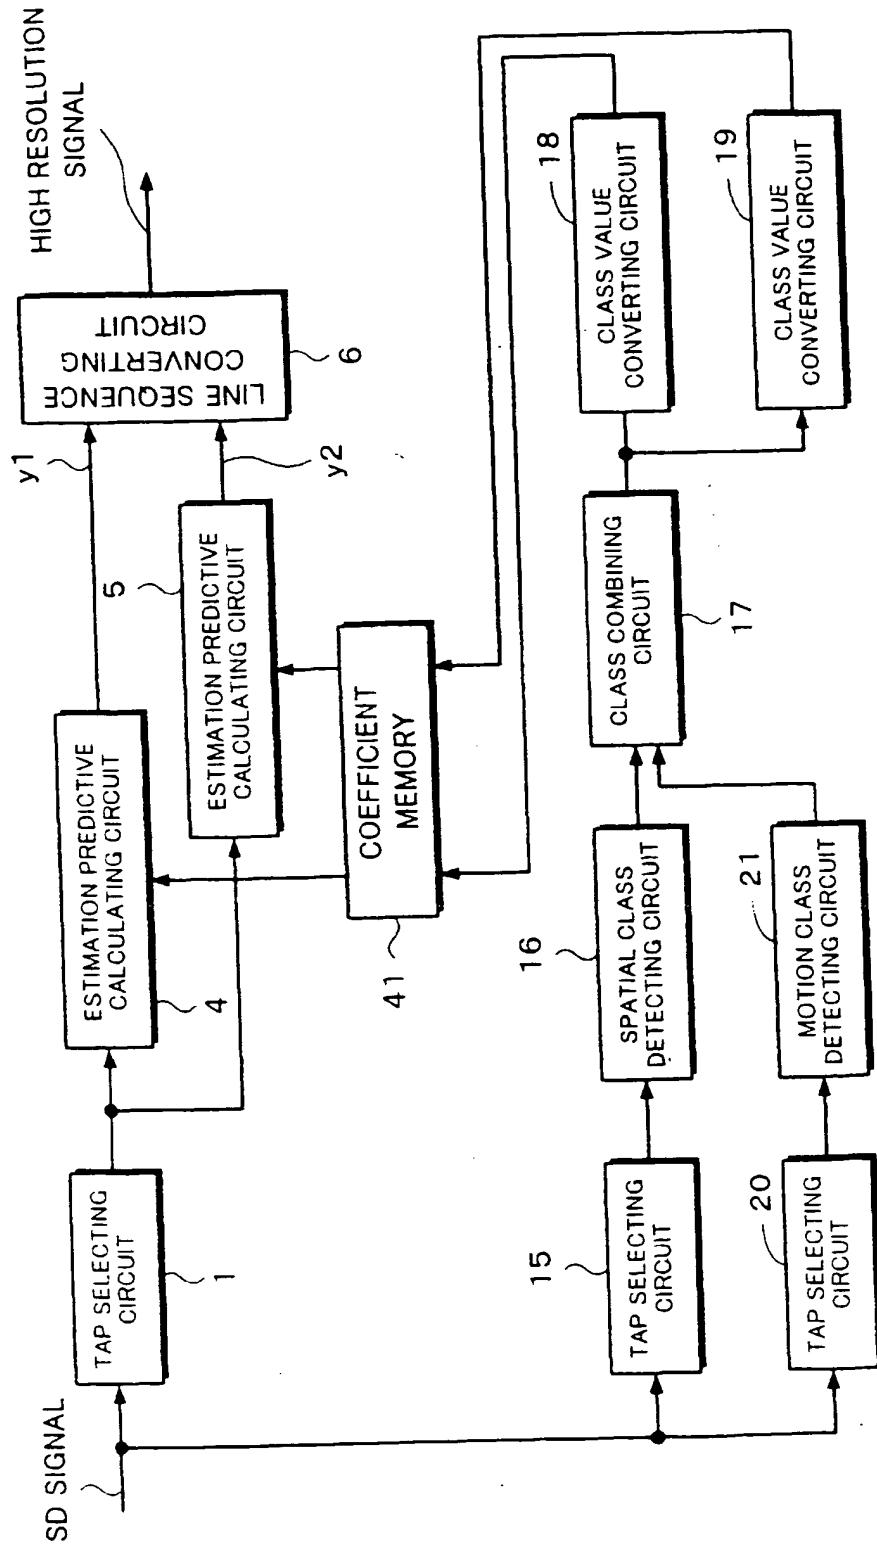 SD SIGNAL
TAP SELECTING
CIRCUIT
1
ESTIMATION PREDICTIVE
CALCULATING CIRCUIT
4
ESTIMATION PREDICTIVE
CALCULATING CIRCUIT
5
y1
y2
LINE SEQUENCE
CONVERTING
CIRCUIT
6
HIGH RESOLUTION
SIGNAL
COEFFICIENT
MEMORY
41
TAP SELECTING
CIRCUIT
15
SPATIAL CLASS
DETECTING CIRCUIT
16
CLASS COMBINING
CIRCUIT
17
CLASS VALUE
CONVERTING CIRCUIT
18
CLASS VALUE
CONVERTING CIRCUIT
19
TAP SELECTING
CIRCUIT
20
MOTION CLASS
DETECTING CIRCUIT
21